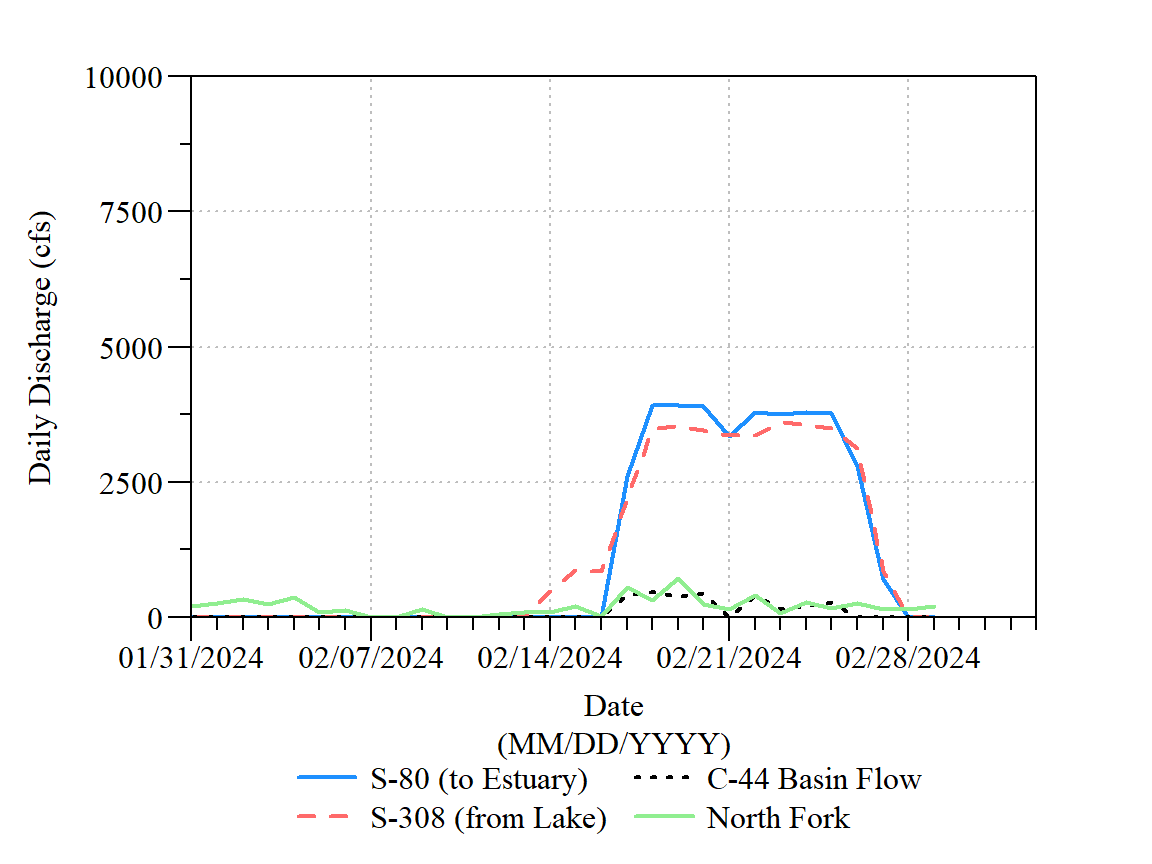 10000
7500
5000
2500
0
Daily Discharge (cfs)
01/31/2024 02/07/2024 02/14/2024 02/21/2024 02/28/2024
Date
(MM/DD/YYYY)
S-80 (to Estuary) C-44 Basin Flow
S-308 (from Lake) North Fork